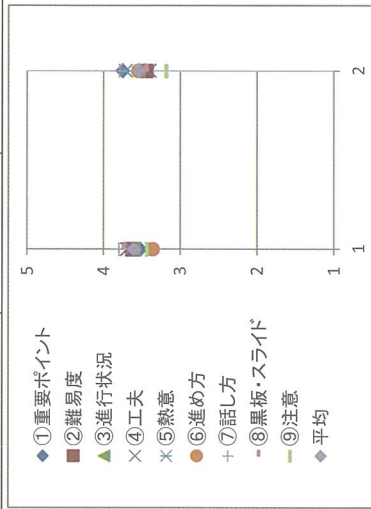 5
4
3
2
1
1
2
①重要ポイント
②難易度
③進行状況
④工夫
⑤熱意
⑥進め方
⑦話し方
⑧黒板・スライド
⑨注意
平均